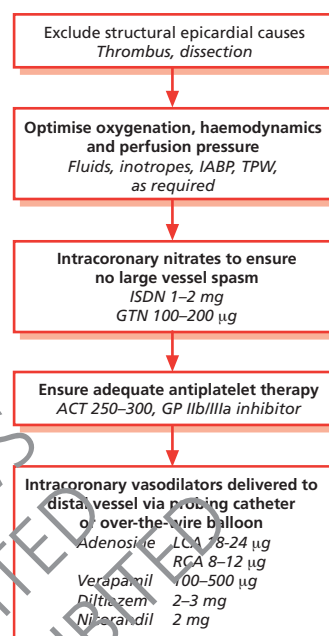 Exclude structural epicardial causes
Thrombus, dissection
Optimise oxygenation, haemodynamics
and perfusion pressure
Fluids, inotropes, IABP, TPW,
as required
Intracoronary nitrates to ensure
no large vessel spasm
ISDN 1–2 mg
GTN 100–200 μg
Ensure adequate antiplatelet therapy
ACT 250–300, GP IIb/IIIa inhibitor
Intracoronary vasodilators delivered to
distal vessel via probing catheter
or over-the-wire balloon
Adenosine LCA 18-24 μg
RCA 8–12 μg
Verapamil 100–500 μg
Diltiazem 2–3 mg
Nicorandil 2 mg
IBITED